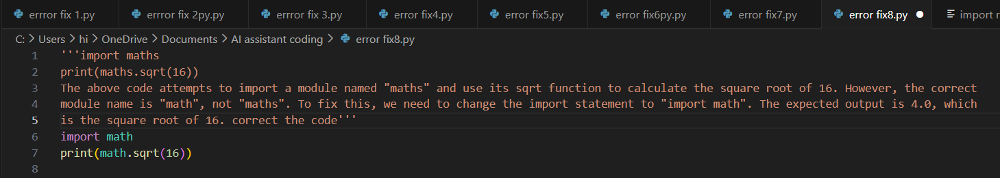 errror fix 1.py errror fix 2py.py errror fix 3.py error fix4.py error fix5.py error fix6py.py error fix7.py error fix8.py import r
C: > Users > hi > OneDrive > Documents > AI assistant coding > error fix8.py
1 '''import maths
2 print(maths.sqrt(16))
3 The above code attempts to import a module named "maths" and use its sqrt function to calculate the square root of 16. However, the correct
4 module name is "math", not "maths". To fix this, we need to change the import statement to "import math". The expected output is 4.0, which
5 is the square root of 16. correct the code'''
6 import math
7 print(math.sqrt(16))
8